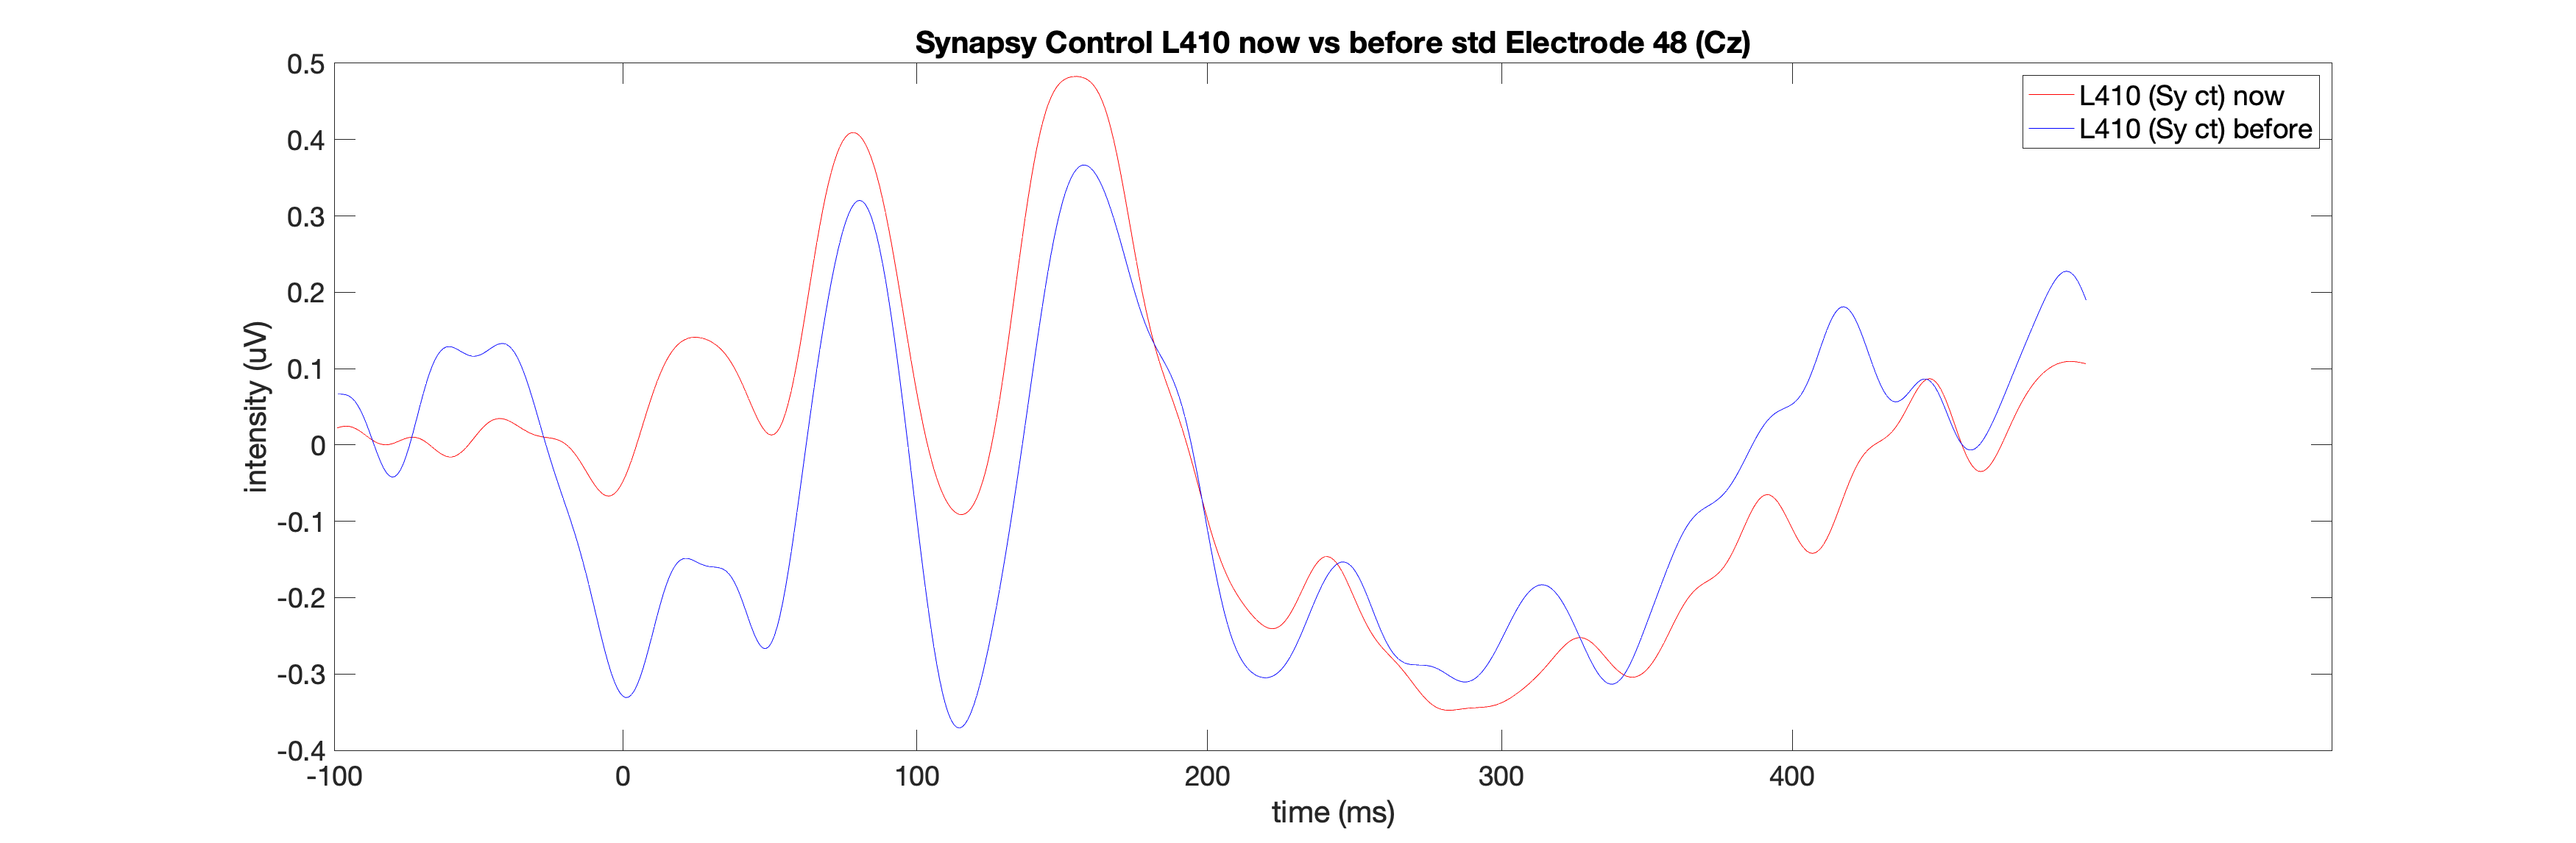 Synapsy Control L410 now vs before std Electrode 48 (Cz)
L410 (Sy ct) now
L410 (Sy ct) before
intensity (uV)
0.5
0.4
0.3
0.2
0.1
0
-0.1
-0.2
-0.3
-0.4
-100 0 100 200 300 400
time (ms)